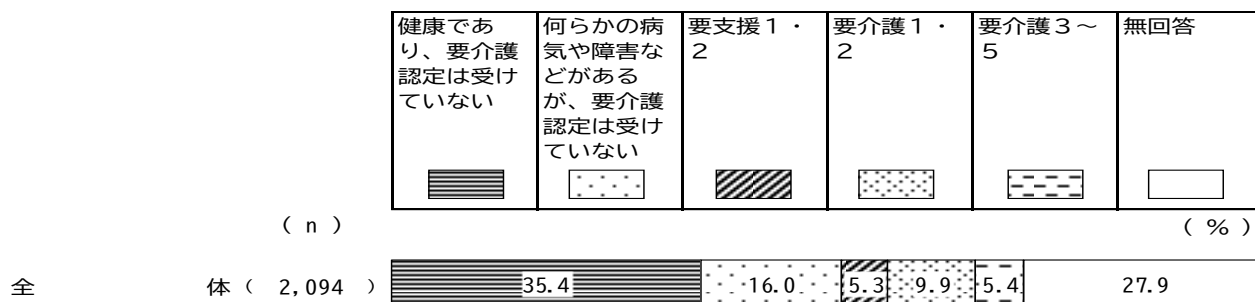 健康であ
り、要介護
認定は受け
ていない
何らかの病
気や障害な
どがある
が、要介護
認定は受け
ていない
要支援１・
２
要介護１・
２
要介護３～
５
無回答
（ｎ） （％）
全 体（ 2,094 ） 35.4 16.0 5.3 9.9 5.4 27.9